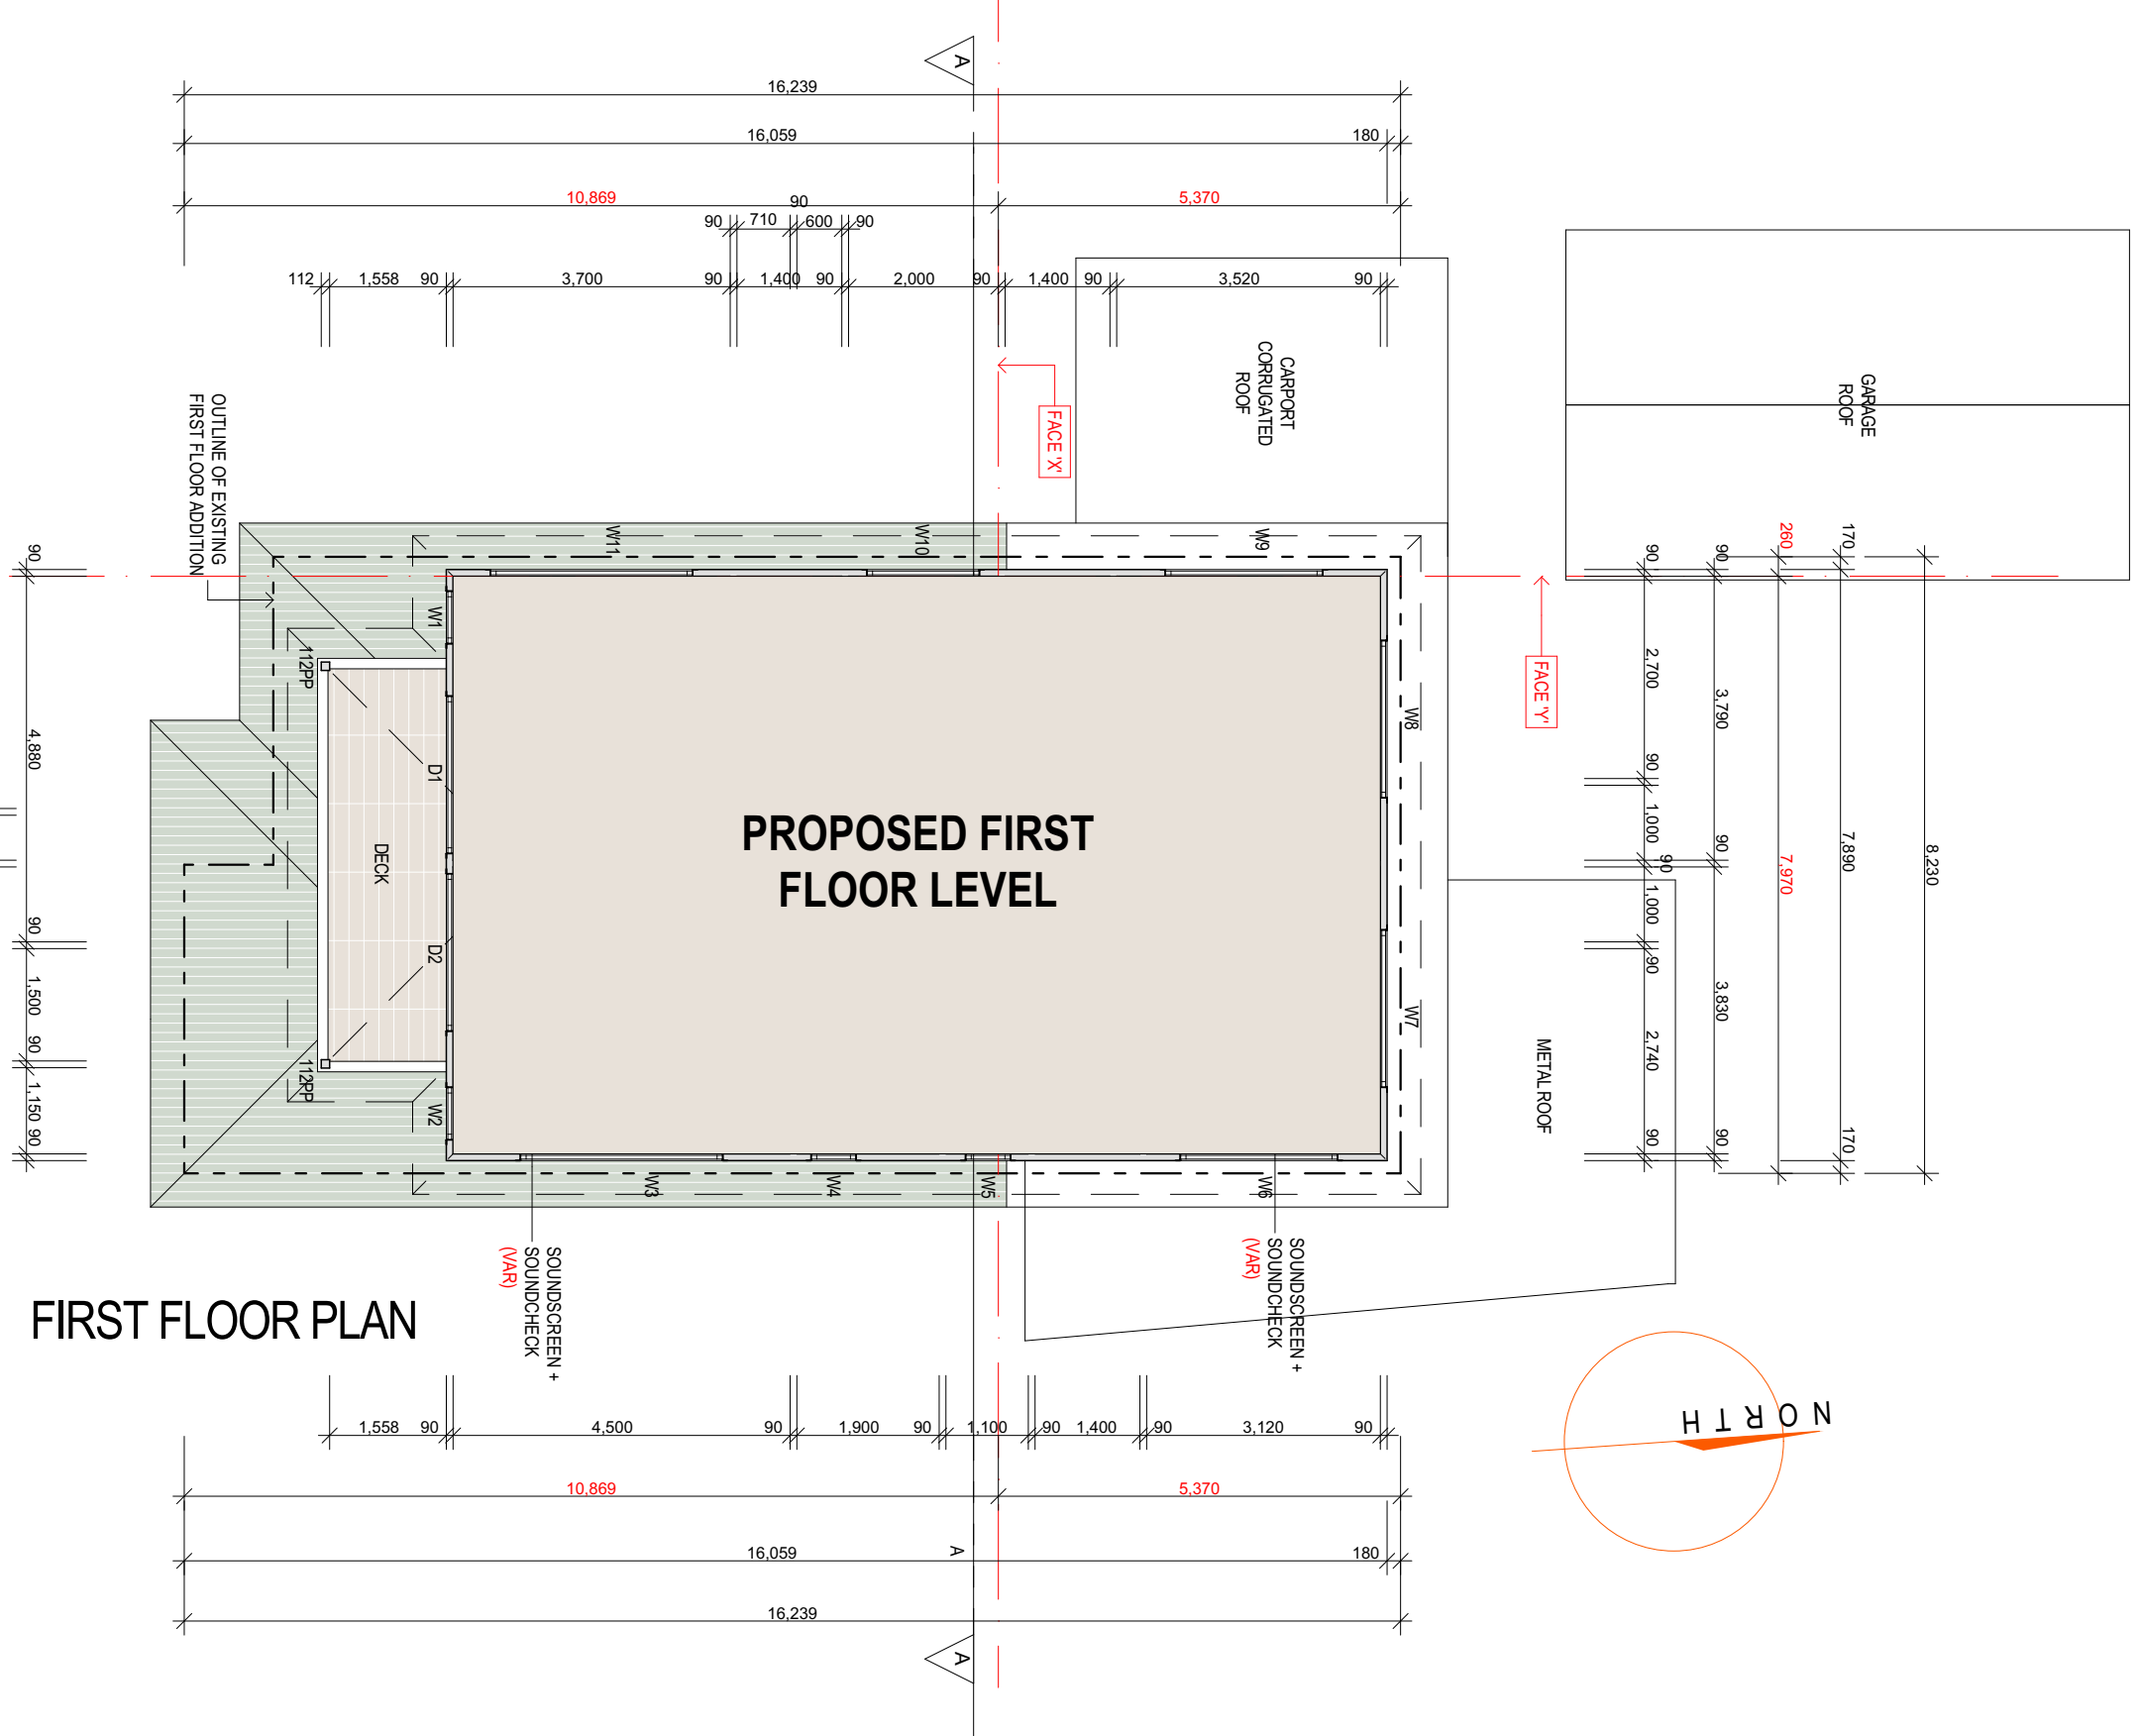 A
16,239
16,059
180
10,869
5,370
90
90
710
600
90
112
1,558
90
3,700
90
1,400
90
2,000
90
1,400
90
3,520
90
CARPORT
CORRUGATED
ROOF
GARAGE
ROOF
FACE 'X'
FACE 'Y'
OUTLINE OF EXISTING
FIRST FLOOR ADDITION
W11
W10
W9
W1
112PP
D1
DECK
D2
112PP
W2
W8
W7
W3
W4
W5
W6
PROPOSED FIRST
FLOOR LEVEL
METAL ROOF
90
4,880
90
1,500
90
1,150
90
90
2,700
90
1,000
90
1,000
90
2,740
90
90
3,790
90
3,830
90
260
7,970
170
7,890
170
8,230
SOUNDSCREEN +
SOUNDCHECK
(VAR)
SOUNDSCREEN +
SOUNDCHECK
(VAR)
FIRST FLOOR PLAN
NORTH
1,558
90
4,500
90
1,900
90
1,100
90
1,400
90
3,120
90
10,869
5,370
16,059
A
180
16,239
A